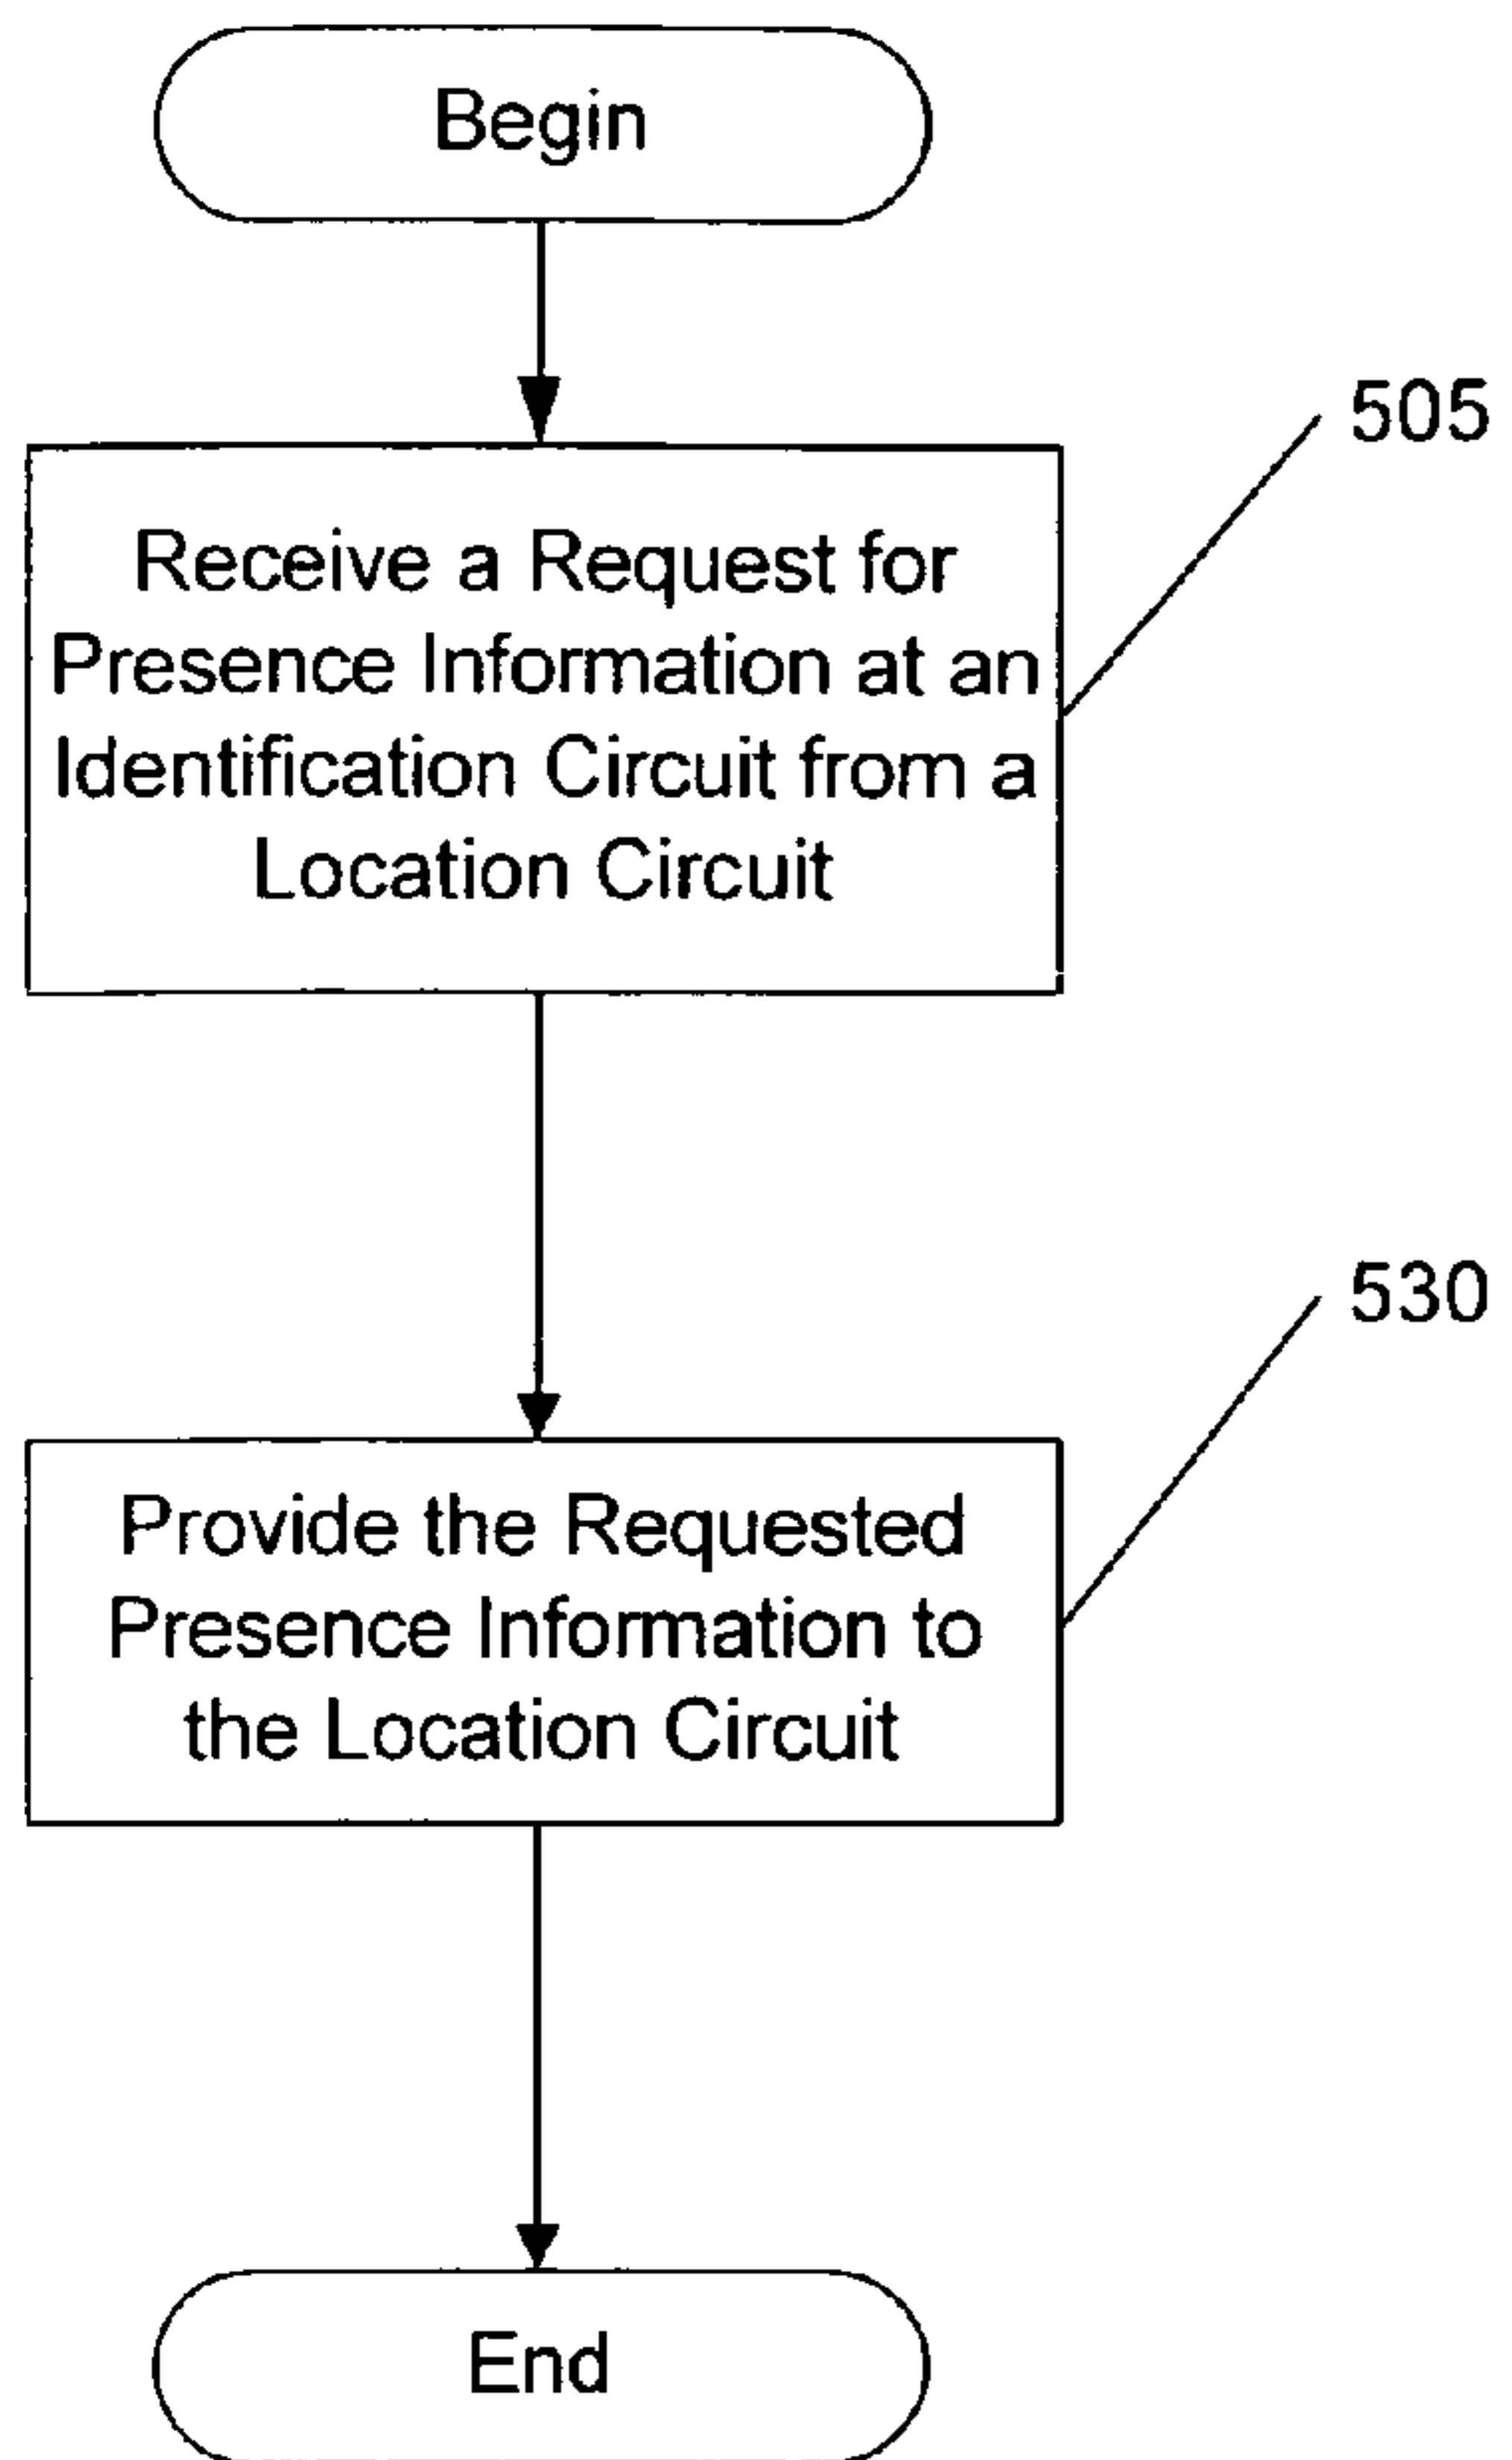 Begin
505
Receive a Request for
Presence Information at an
Identification Circuit from a
Location Circuit
530
Provide the Requested
Presence Information to
the Location Circuit
End